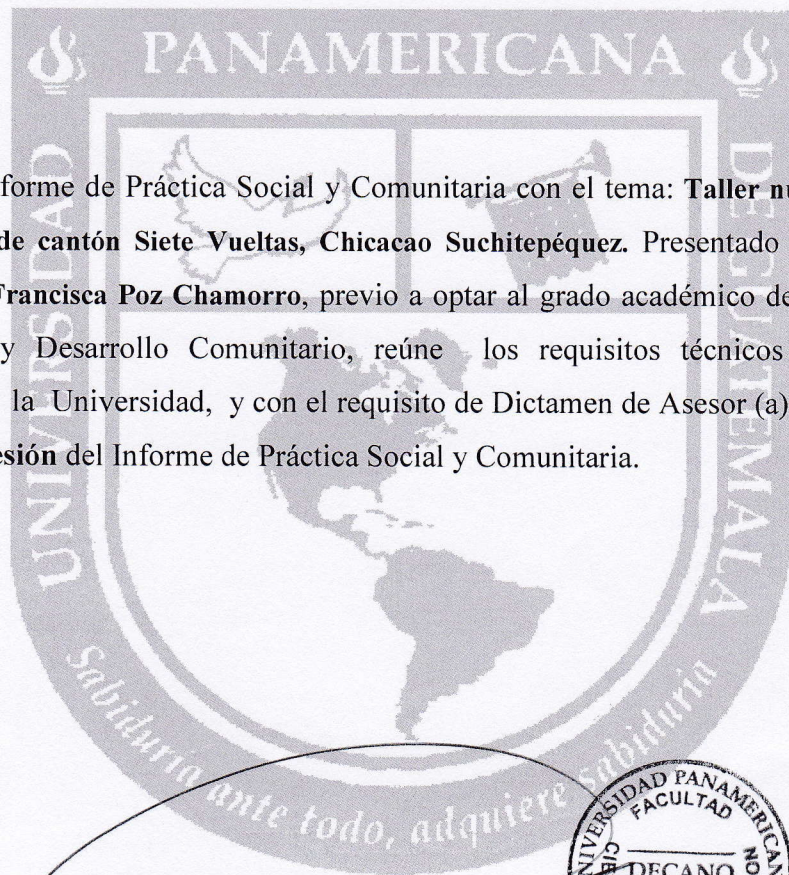 PANAMERICANA
UNIVERSIDAD
DE GUATEMALA
forme de Práctica Social y Comunitaria con el tema: Taller nu
de cantón Siete Vueltas, Chicacao Suchitepéquez. Presentado
Francisca Poz Chamorro, previo a optar al grado académico de
y Desarrollo Comunitario, reúne los requisitos técnicos
la Universidad, y con el requisito de Dictamen de Asesor (a)
esión del Informe de Práctica Social y Comunitaria.
Sabiduría ante todo, adquiere sabiduría
UNIVERSIDAD PANAMERICAN
FACULTAD
CIE
DECANO